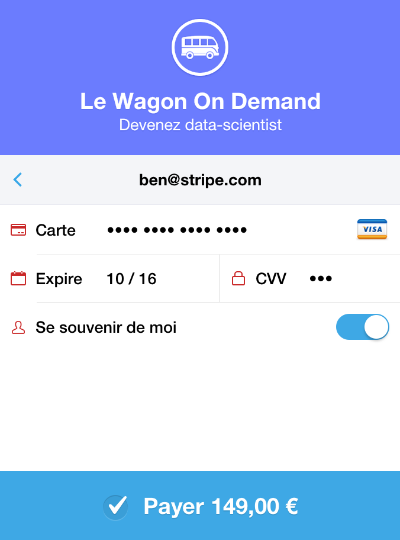 Le Wagon On Demand
Devenez data-scientist
ben@stripe.com
Carte •••• •••• •••• •••• VISA
Expire 10 / 16 CVV •••
Se souvenir de moi
Payer 149,00 €